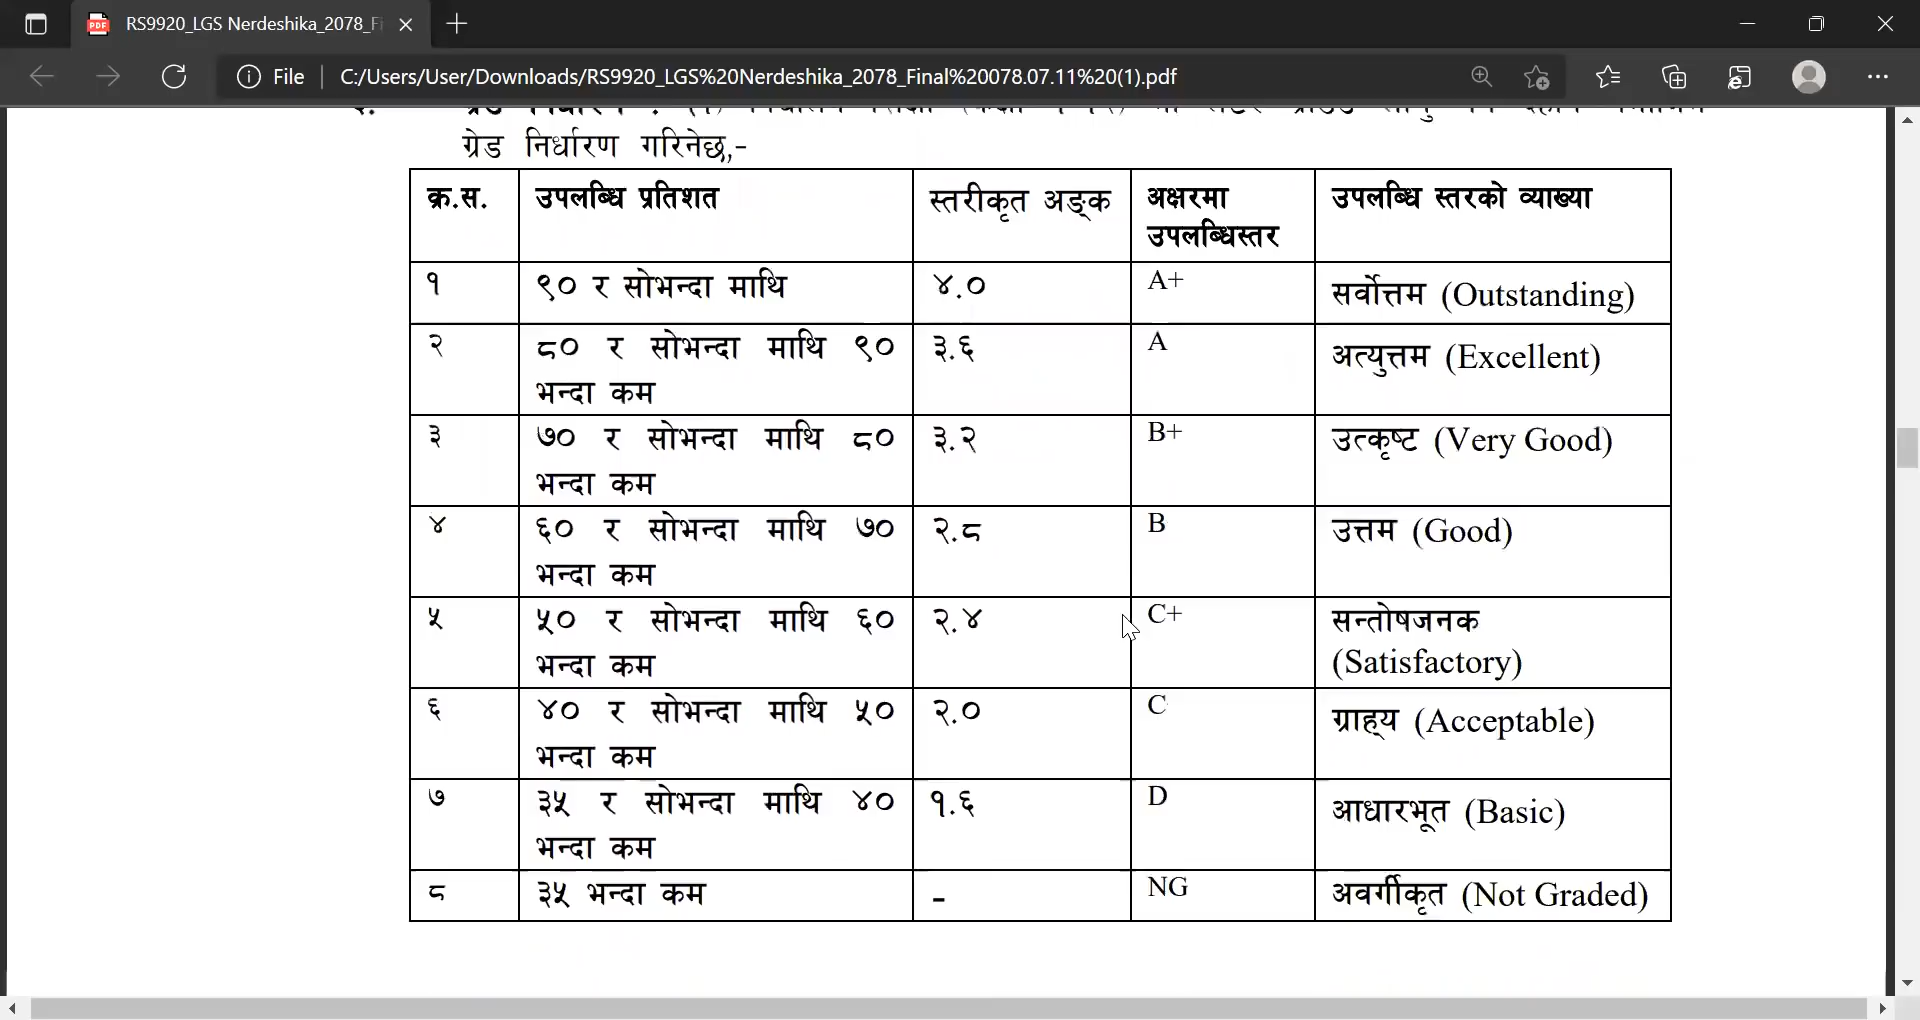 RS9920_LGS Nerdeshika_2078_Fi
File
C:/Users/User/Downloads/RS9920_LGS%20Nerdeshika_2078_Final%20078.07.11%20(1).pdf
ग्रेड निर्धारण गरिनेछ,-
क्र.स. उपलब्धि प्रतिशत स्तरीकृत अङ्क अक्षरमा उपलब्धि स्तरको व्याख्या
उपलब्धिस्तर
१ ९० र सोभन्दा माथि ४.० A+ सर्वोत्तम (Outstanding)
२ ८० र सोभन्दा माथि ९० ३.६ A अत्युत्तम (Excellent)
भन्दा कम
३ ७० र सोभन्दा माथि ८० ३.२ B+ उत्कृष्ट (Very Good)
भन्दा कम
४ ६० र सोभन्दा माथि ७० २.८ B उत्तम (Good)
भन्दा कम
५ ५० र सोभन्दा माथि ६० २.४ C+ सन्तोषजनक
भन्दा कम (Satisfactory)
६ ४० र सोभन्दा माथि ५० २.० C ग्राह्य (Acceptable)
भन्दा कम
७ ३५ र सोभन्दा माथि ४० १.६ D आधारभूत (Basic)
भन्दा कम
८ ३५ भन्दा कम - NG अवर्गीकृत (Not Graded)